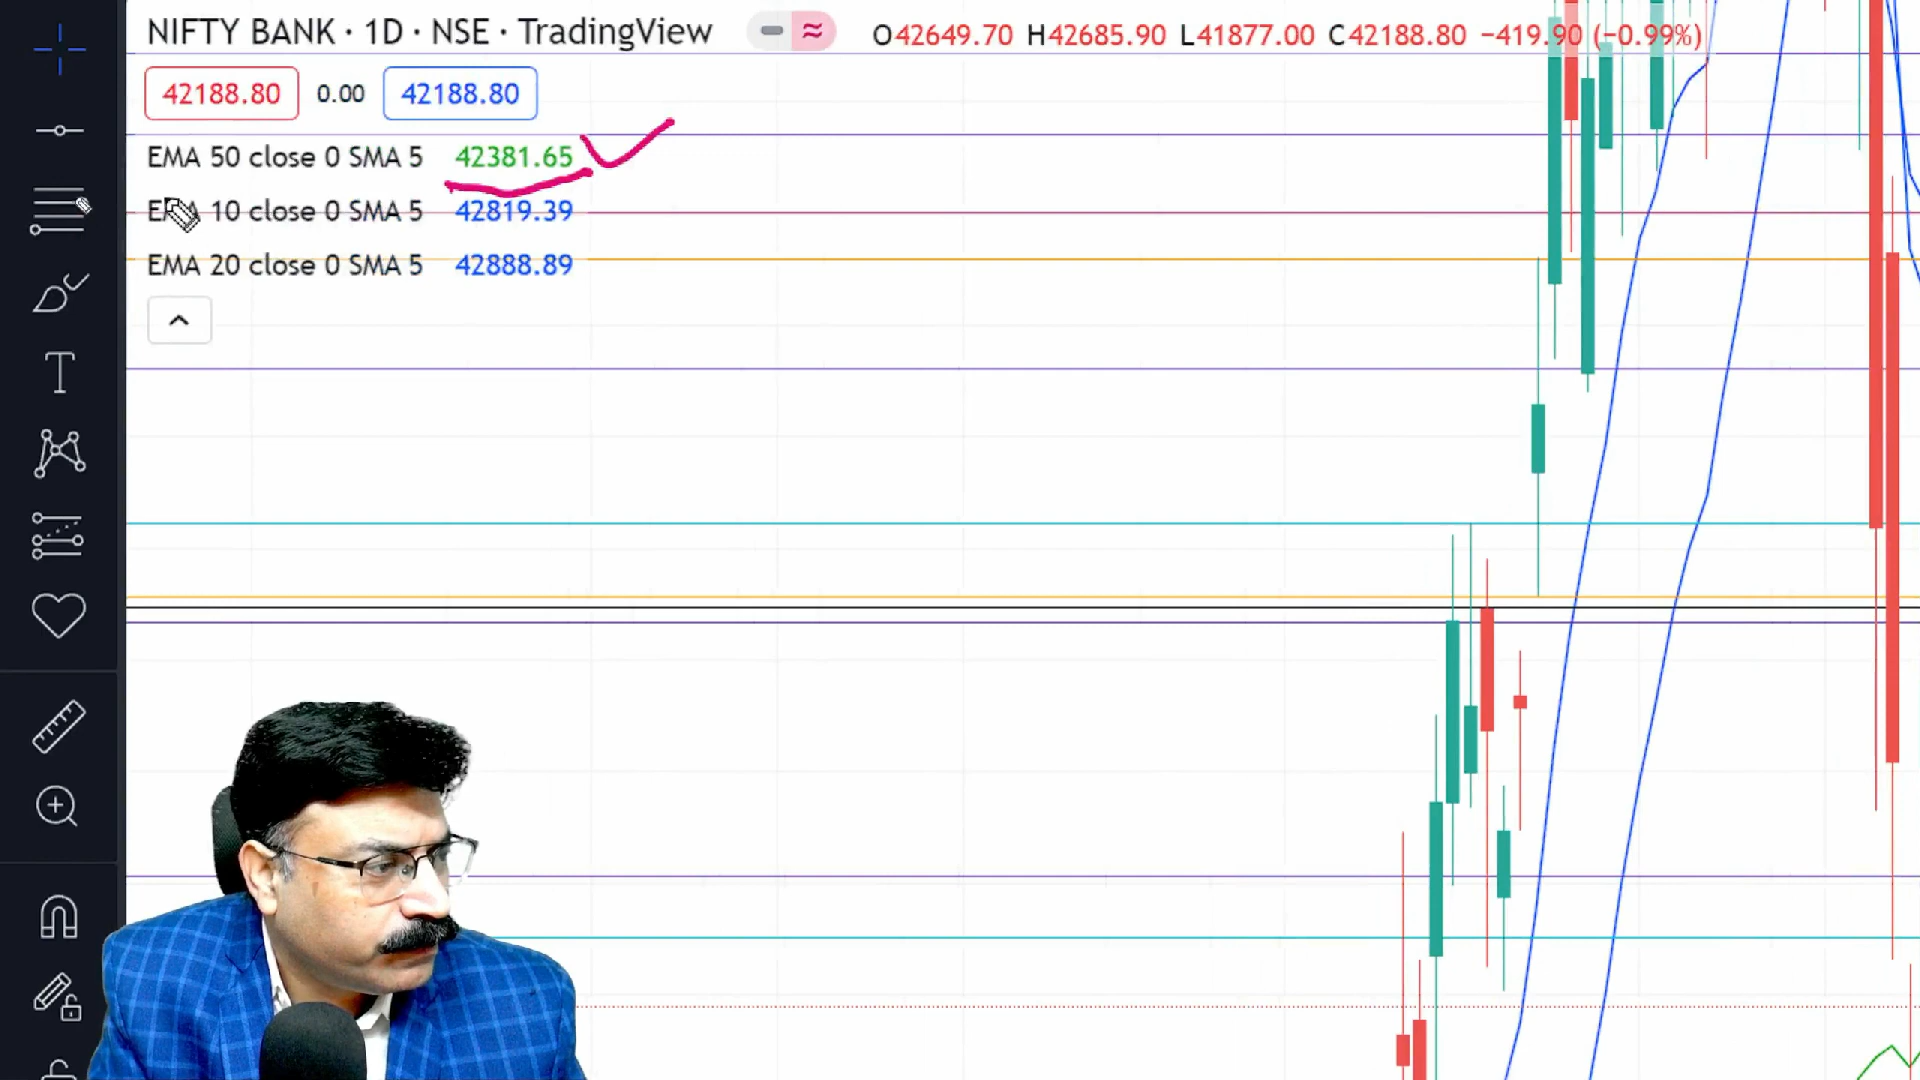 NIFTY BANK · 1D · NSE · TradingView
O42649.70 H42685.90 L41877.00 C42188.80 −419.90 (−0.99%)
42188.80 0.00 42188.80
EMA 50 close 0 SMA 5 42381.65
EMA 10 close 0 SMA 5 42819.39
EMA 20 close 0 SMA 5 42888.89